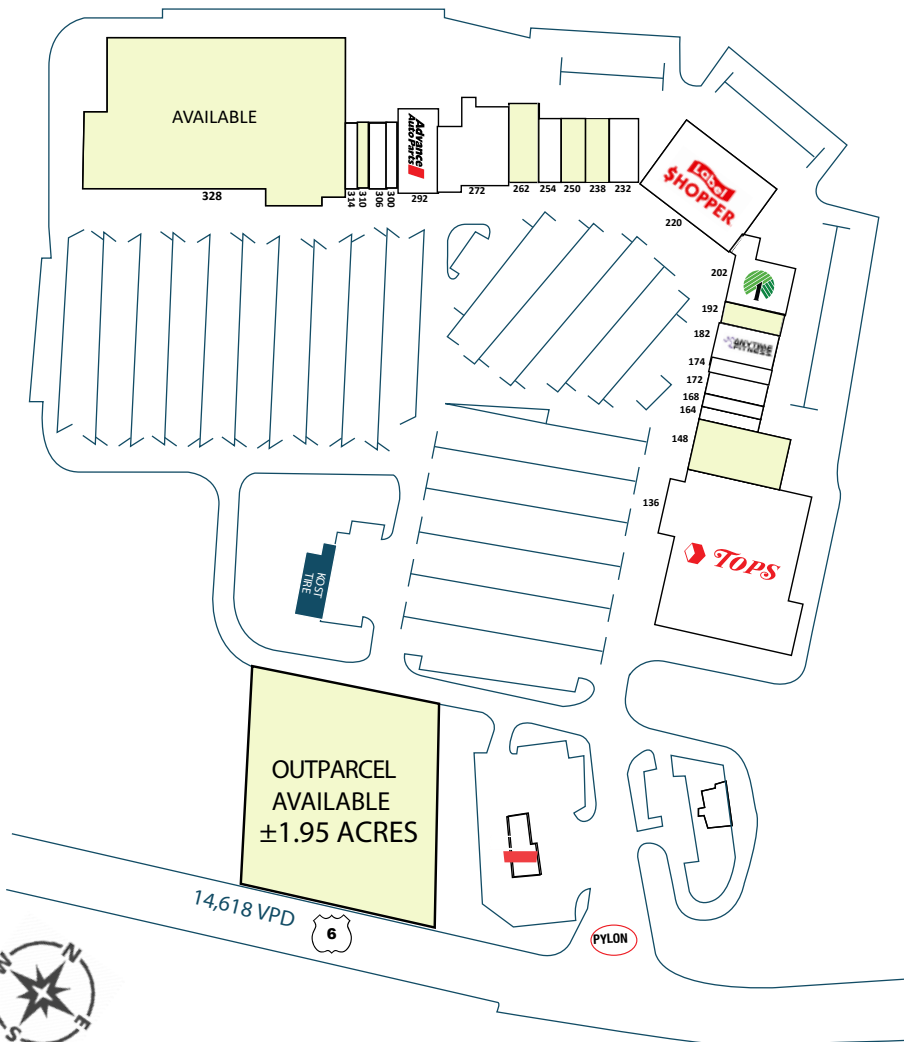 AVAILABLE
328
314
310
306
300
Advance
Auto Parts
292
272
262
254
250
238
232
Label
$HOPPER
220
202
192
182
ANYTIME
FITNESS
174
172
168
164
148
136
TOPS
KOST
TIRE
OUTPARCEL
AVAILABLE
±1.95 ACRES
14,618 VPD
6
PYLON
N
E
S
W